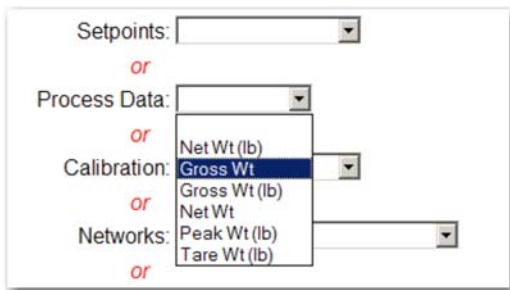 Setpoints:
or
Process Data:
or
Net Wt (lb)
Calibration: Gross Wt
Gross Wt (lb)
or
Net Wt
Networks: Peak Wt (lb)
Tare Wt (lb)
or